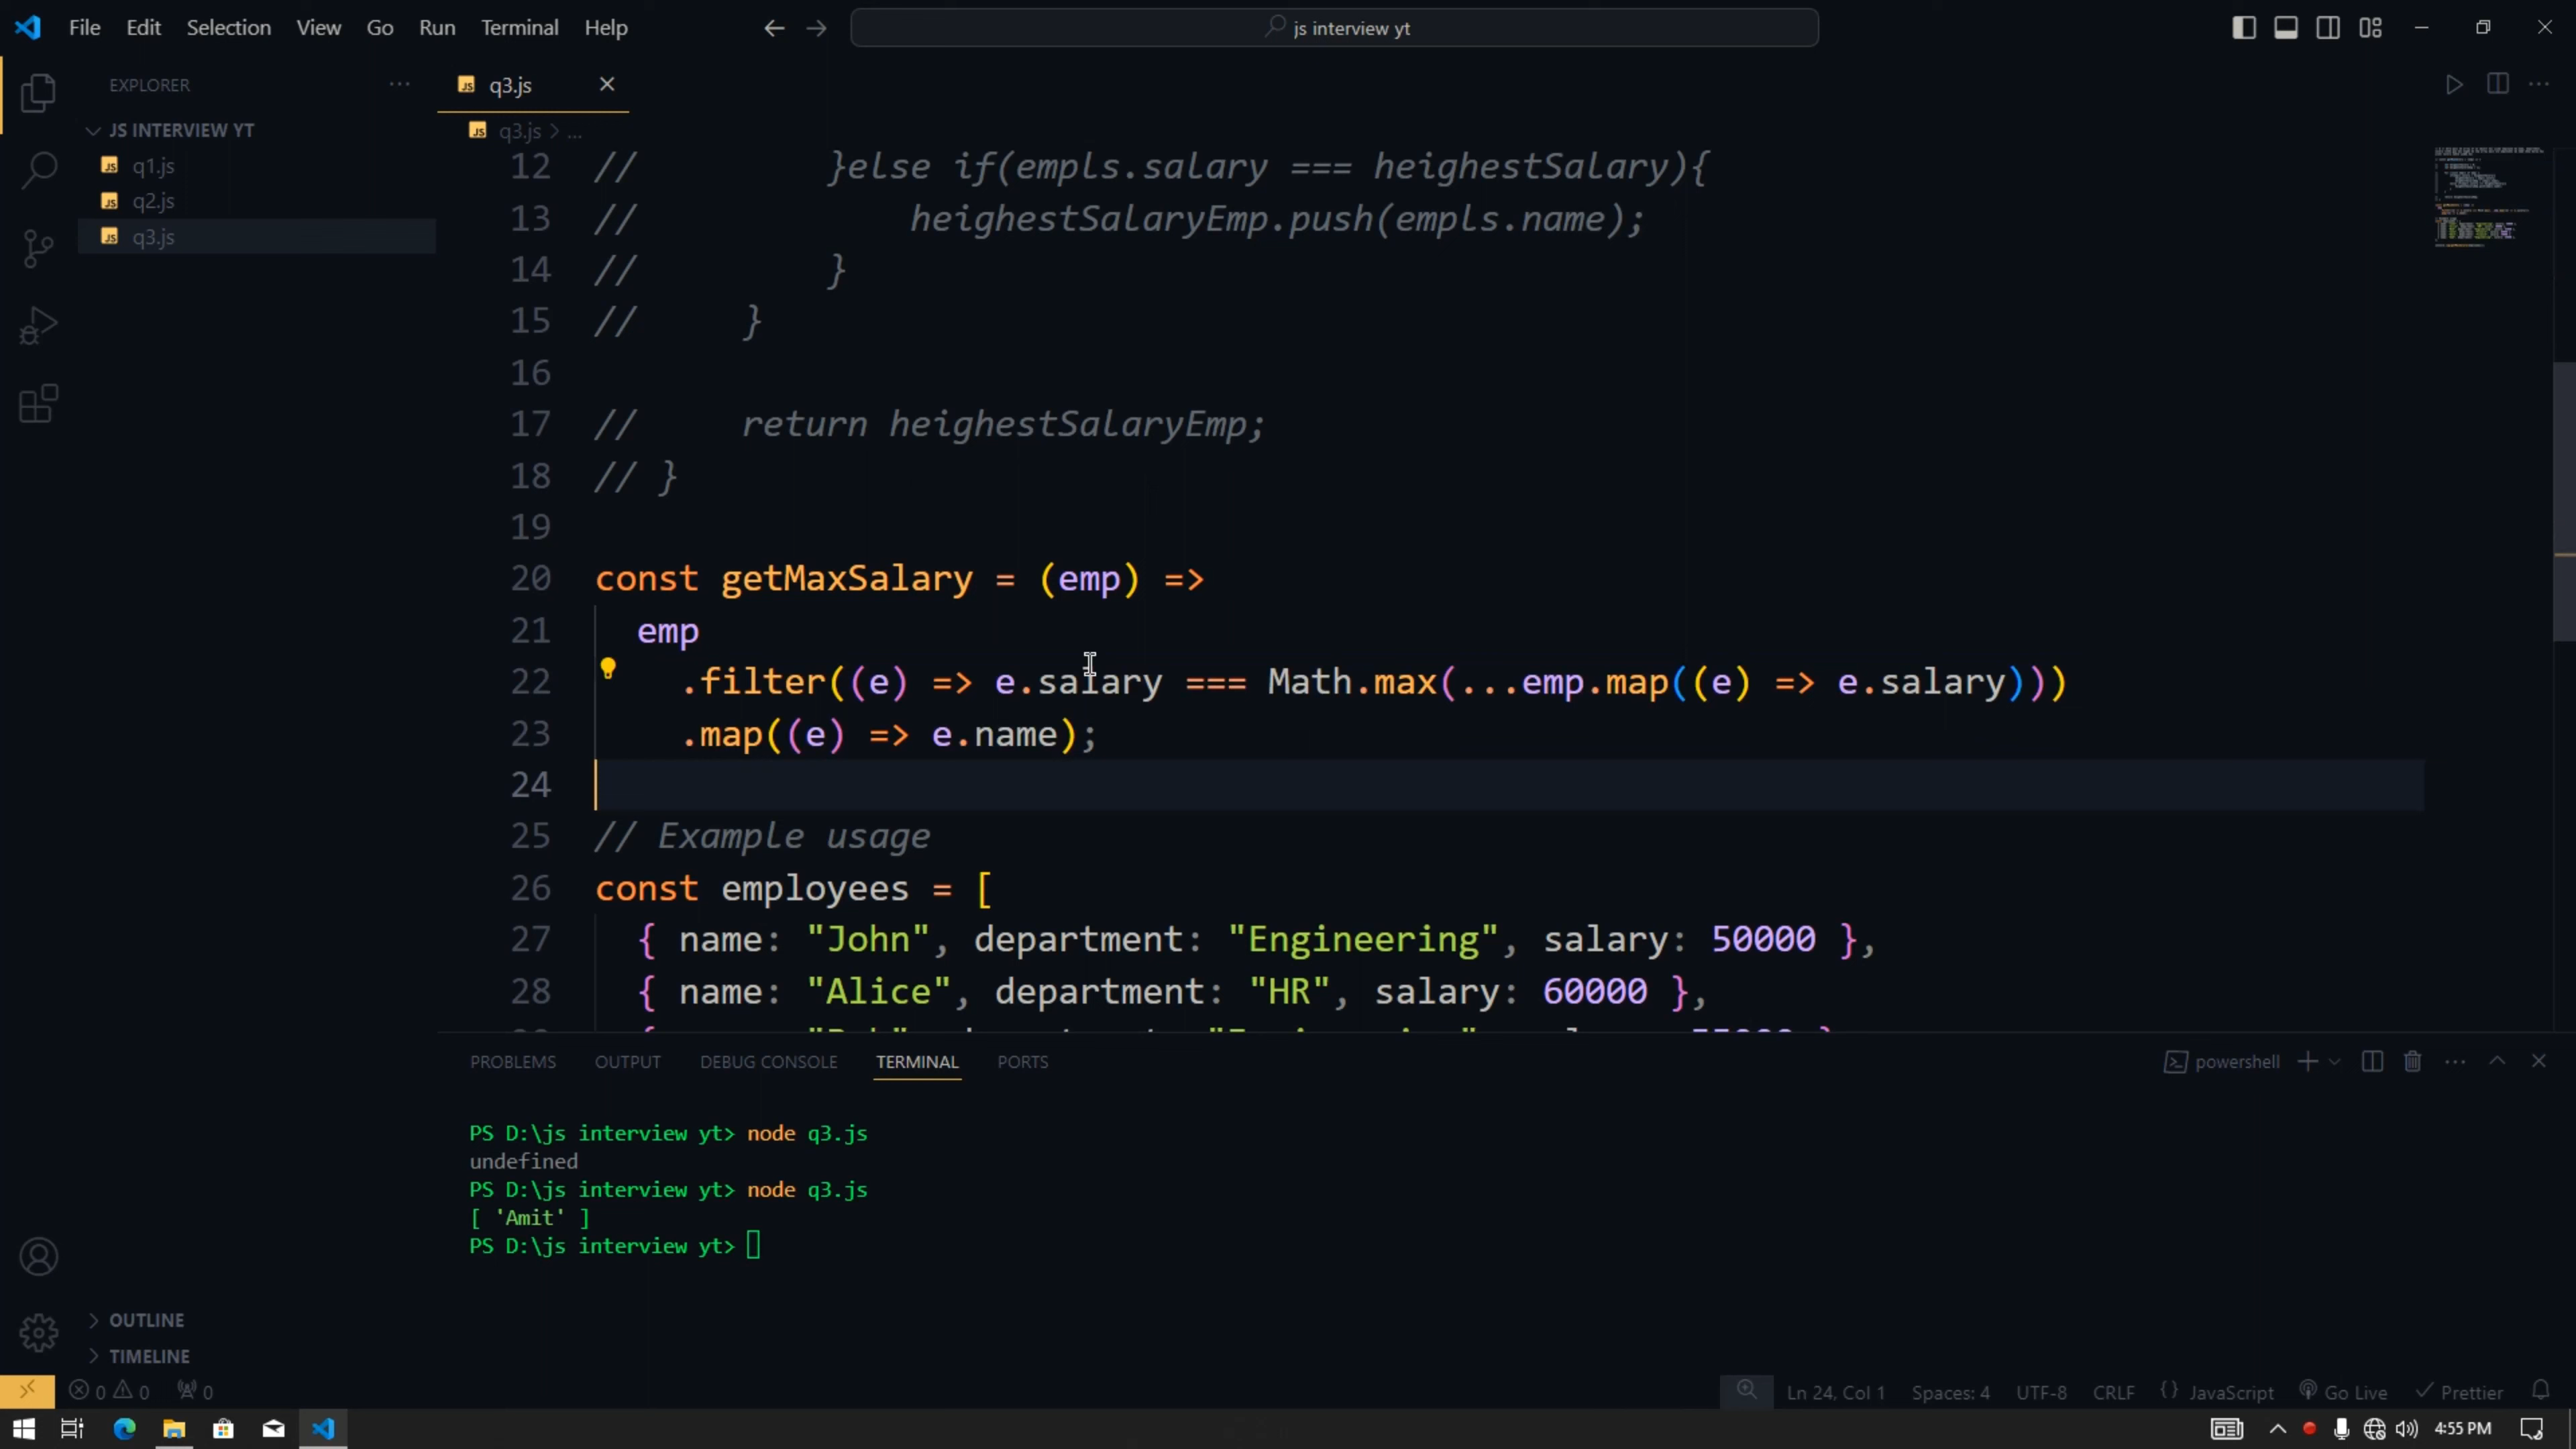 File Edit Selection View Go Run Terminal Help
js interview yt
EXPLORER
JS INTERVIEW YT
q1.js
q2.js
q3.js
q3.js
q3.js > ...
12 // }else if(empls.salary === heighestSalary){
13 // heighestSalaryEmp.push(empls.name);
14 // }
15 // }
16
17 // return heighestSalaryEmp;
18 // }
19
20 const getMaxSalary = (emp) =>
21 emp
22 .filter((e) => e.salary === Math.max(...emp.map((e) => e.salary)))
23 .map((e) => e.name);
24
25 // Example usage
26 const employees = [
27 { name: "John", department: "Engineering", salary: 50000 },
28 { name: "Alice", department: "HR", salary: 60000 },
PROBLEMS OUTPUT DEBUG CONSOLE TERMINAL PORTS
powershell
PS D:\js interview yt> node q3.js
undefined
PS D:\js interview yt> node q3.js
[ 'Amit' ]
PS D:\js interview yt>
OUTLINE
TIMELINE
0 0 0
Ln 24, Col 1 Spaces: 4 UTF-8 CRLF {} JavaScript Go Live Prettier
4:55 PM